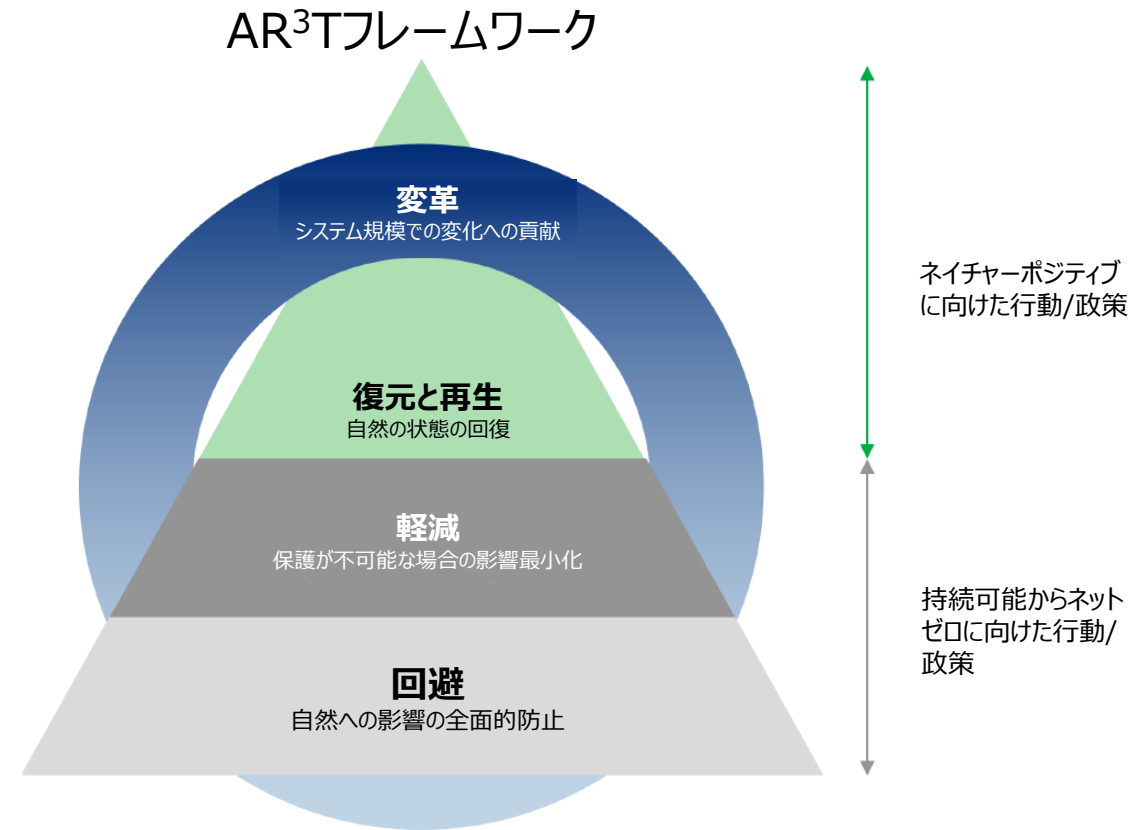 AR³Tフレームワーク
変革
システム規模での変化への貢献
ネイチャーポジティブ
に向けた行動/政策
復元と再生
自然の状態の回復
軽減
保護が不可能な場合の影響最小化
持続可能からネット
ゼロに向けた行動/
政策
回避
自然への影響の全面的防止